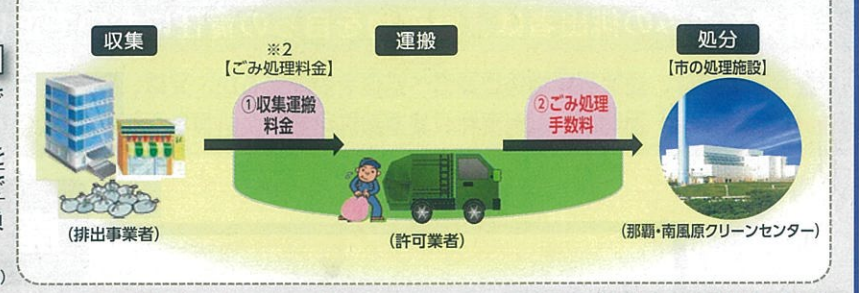 収集
※2
【ごみ処理料金】
①収集運搬
料金
運搬
②ごみ処理
手数料
処分
【市の処理施設】
(排出事業者)
(許可業者)
(那覇・南風原クリーンセンター)